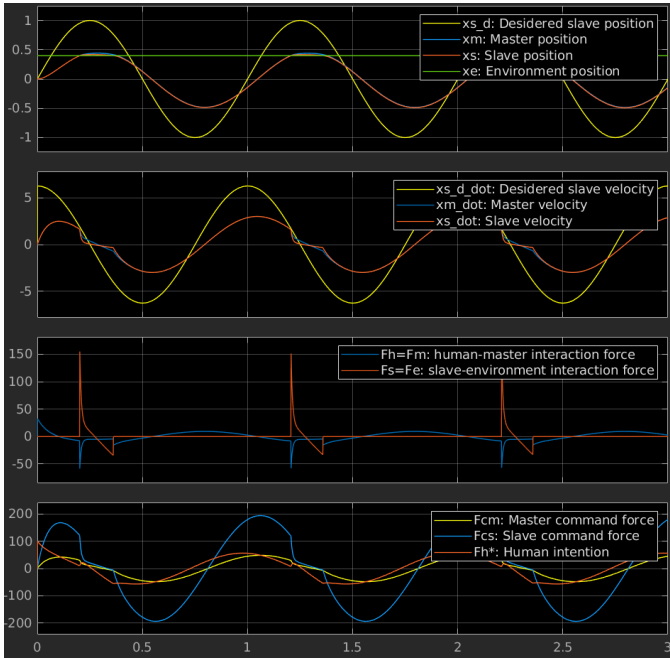 1
0.5
0
-0.5
-1
xs_d: Desidered slave position
xm: Master position
xs: Slave position
xe: Environment position
5
0
-5
xs_d_dot: Desidered slave velocity
xm_dot: Master velocity
xs_dot: Slave velocity
150
100
50
0
-50
Fh=Fm: human-master interaction force
Fs=Fe: slave-environment interaction force
200
100
0
-100
-200
Fcm: Master command force
Fcs: Slave command force
Fh*: Human intention
0 0.5 1 1.5 2 2.5 3